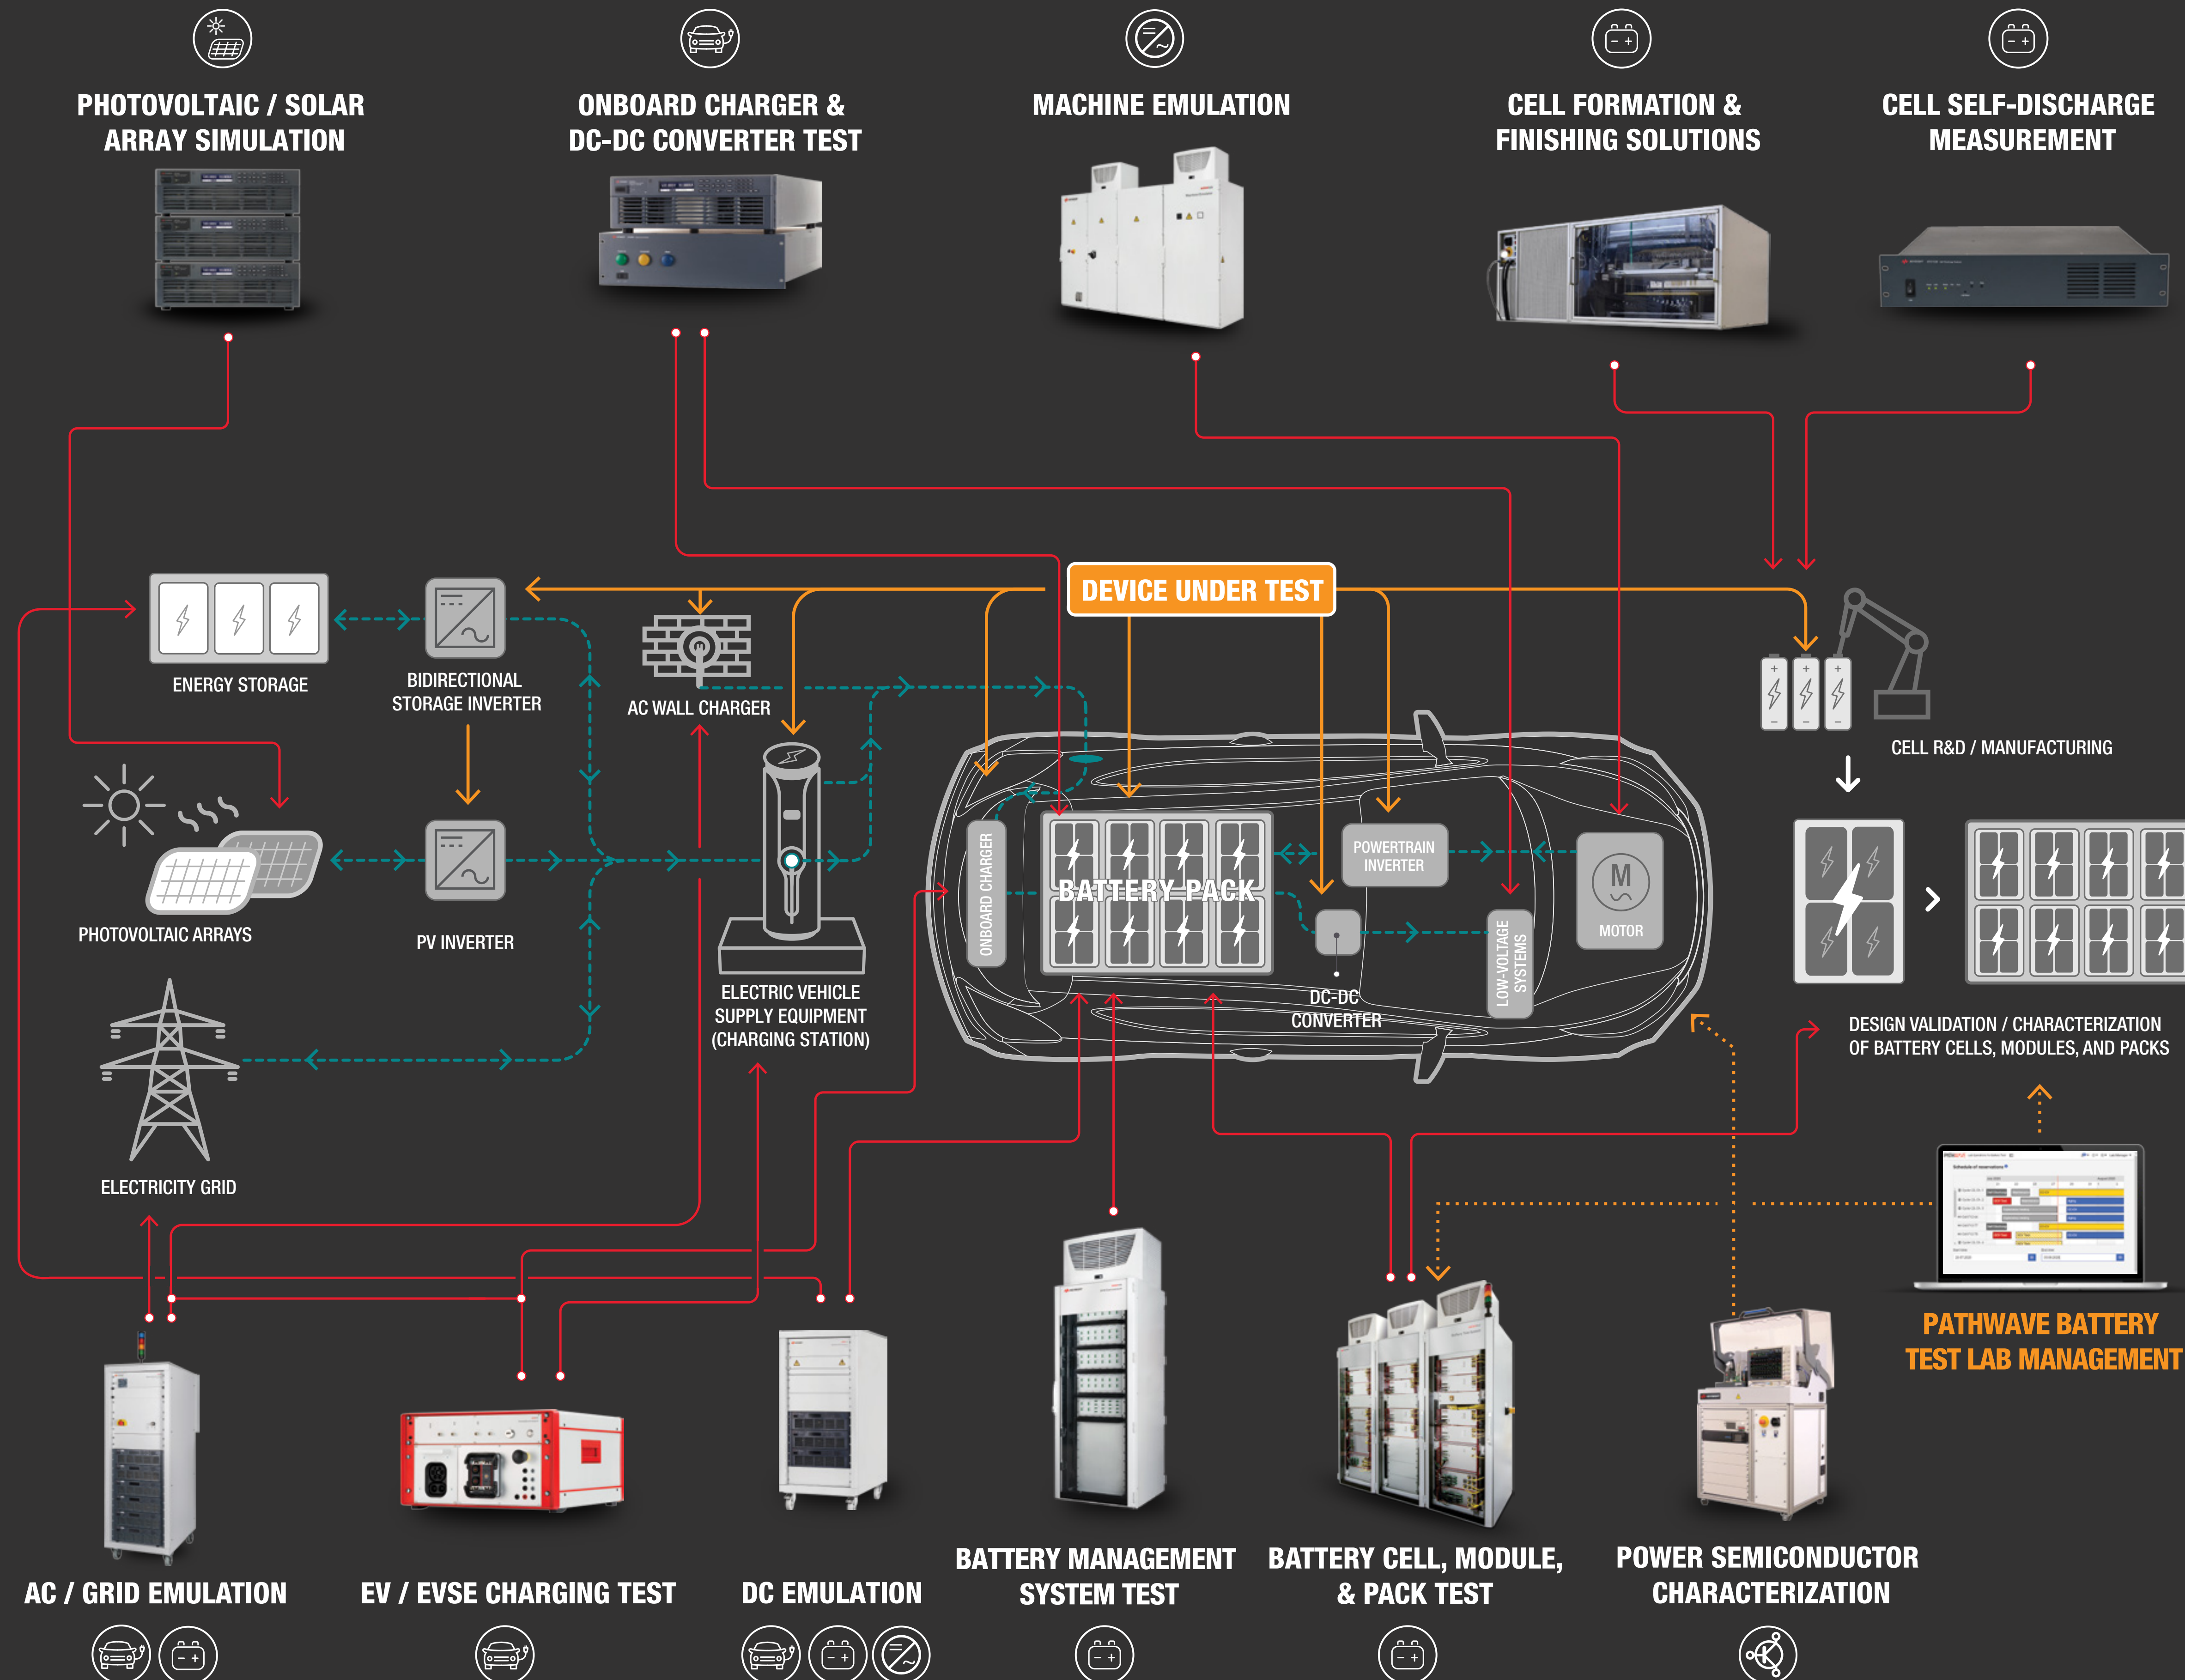 PHOTOVOLTAIC / SOLAR
ARRAY SIMULATION
ONBOARD CHARGER &
DC-DC CONVERTER TEST
MACHINE EMULATION
CELL FORMATION &
FINISHING SOLUTIONS
CELL SELF-DISCHARGE
MEASUREMENT
DEVICE UNDER TEST
ENERGY STORAGE
BIDIRECTIONAL
STORAGE INVERTER
AC WALL CHARGER
CELL R&D / MANUFACTURING
PHOTOVOLTAIC ARRAYS
PV INVERTER
ELECTRIC VEHICLE
SUPPLY EQUIPMENT
(CHARGING STATION)
ONBOARD CHARGER
BATTERY PACK
POWERTRAIN
INVERTER
DC-DC
CONVERTER
LOW-VOLTAGE
SYSTEMS
M
MOTOR
DESIGN VALIDATION / CHARACTERIZATION
OF BATTERY CELLS, MODULES, AND PACKS
ELECTRICITY GRID
Schedule of reservations
PATHWAVE BATTERY
TEST LAB MANAGEMENT
AC / GRID EMULATION
EV / EVSE CHARGING TEST
DC EMULATION
BATTERY MANAGEMENT
SYSTEM TEST
BATTERY CELL, MODULE,
& PACK TEST
POWER SEMICONDUCTOR
CHARACTERIZATION